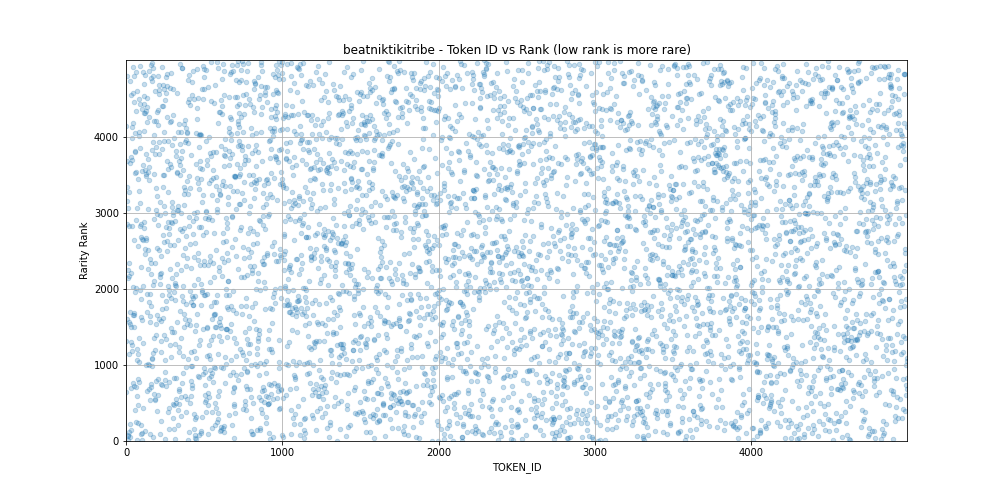 beatniktikitribe - Token ID vs Rank (low rank is more rare)
Rarity Rank
4000
3000
2000
1000
0
0 1000 2000 3000 4000
TOKEN_ID